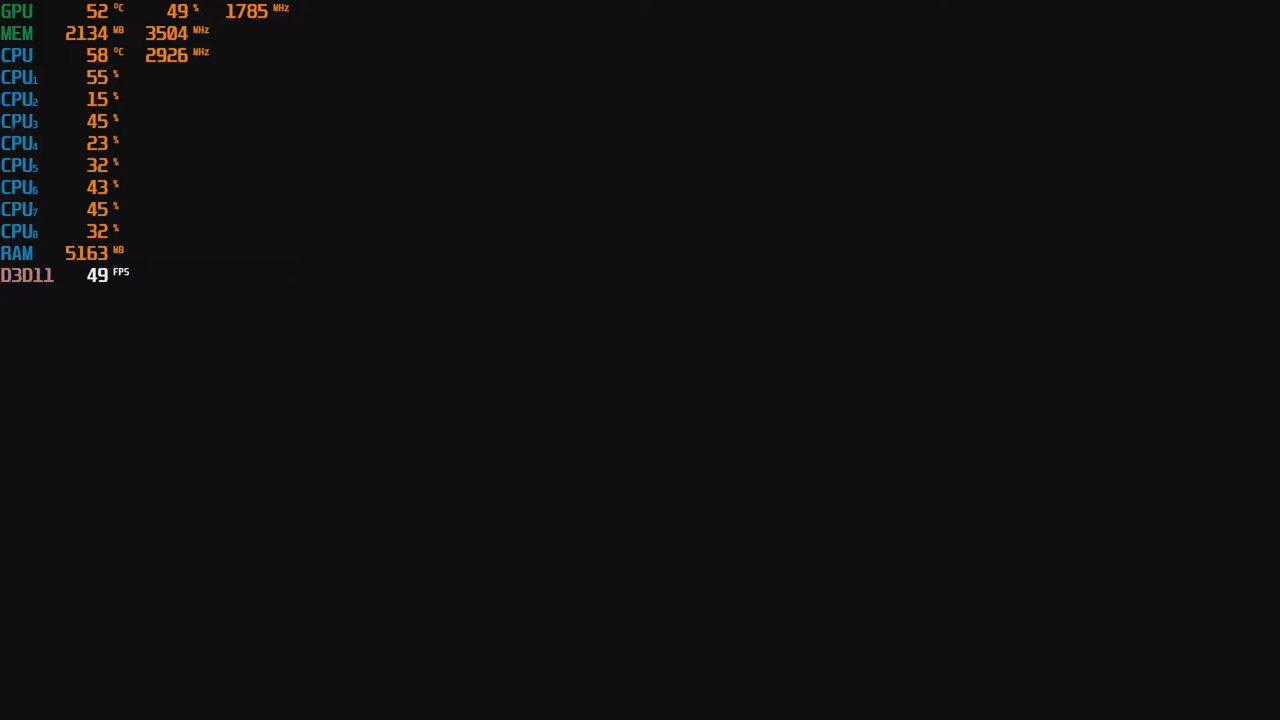 GPU 52 °C 49 % 1785 MHz
MEM 2134 MB 3504 MHz
CPU 58 °C 2926 MHz
CPU1 55 %
CPU2 15 %
CPU3 45 %
CPU4 23 %
CPU5 32 %
CPU6 43 %
CPU7 45 %
CPU8 32 %
RAM 5163 MB
D3D11 49 FPS